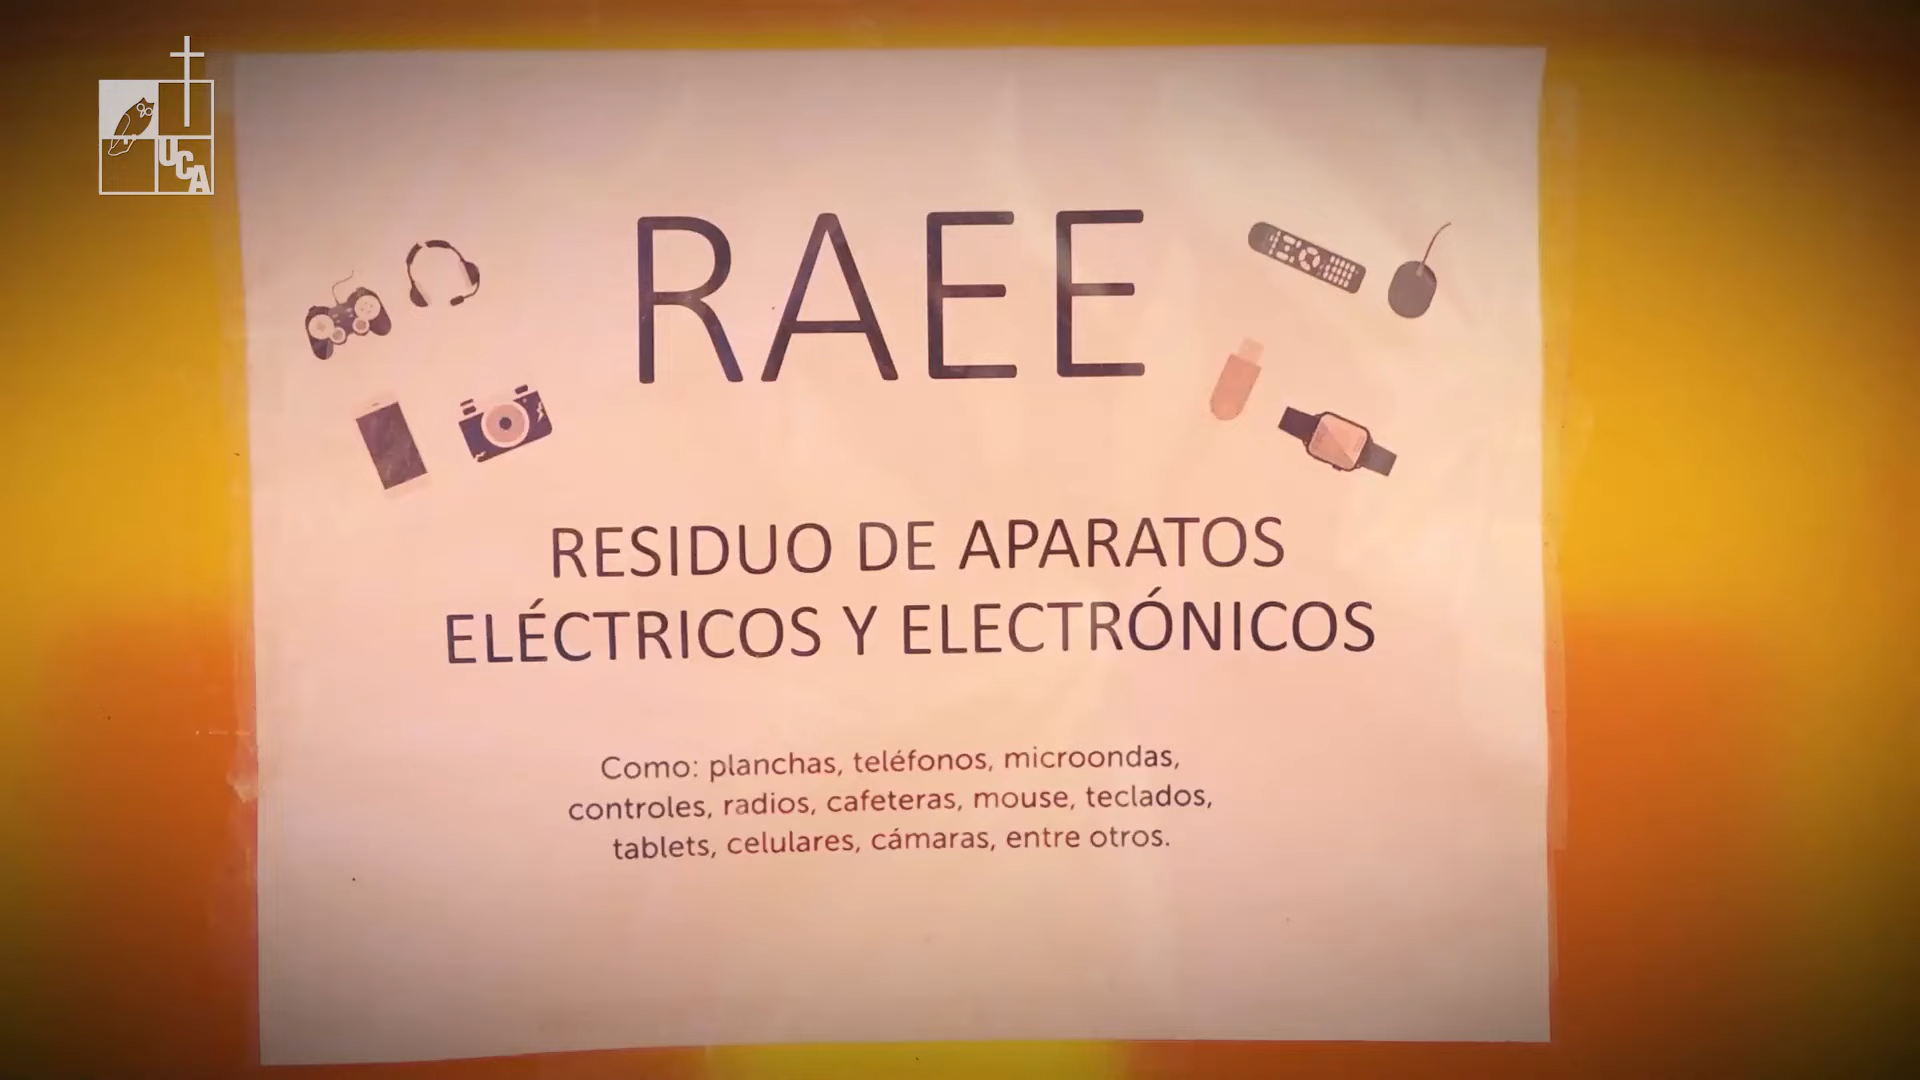 UCA
RAEE
RESIDUO DE APARATOS
ELÉCTRICOS Y ELECTRÓNICOS
Como: planchas, teléfonos, microondas,
controles, radios, cafeteras, mouse, teclados,
tablets, celulares, cámaras, entre otros.